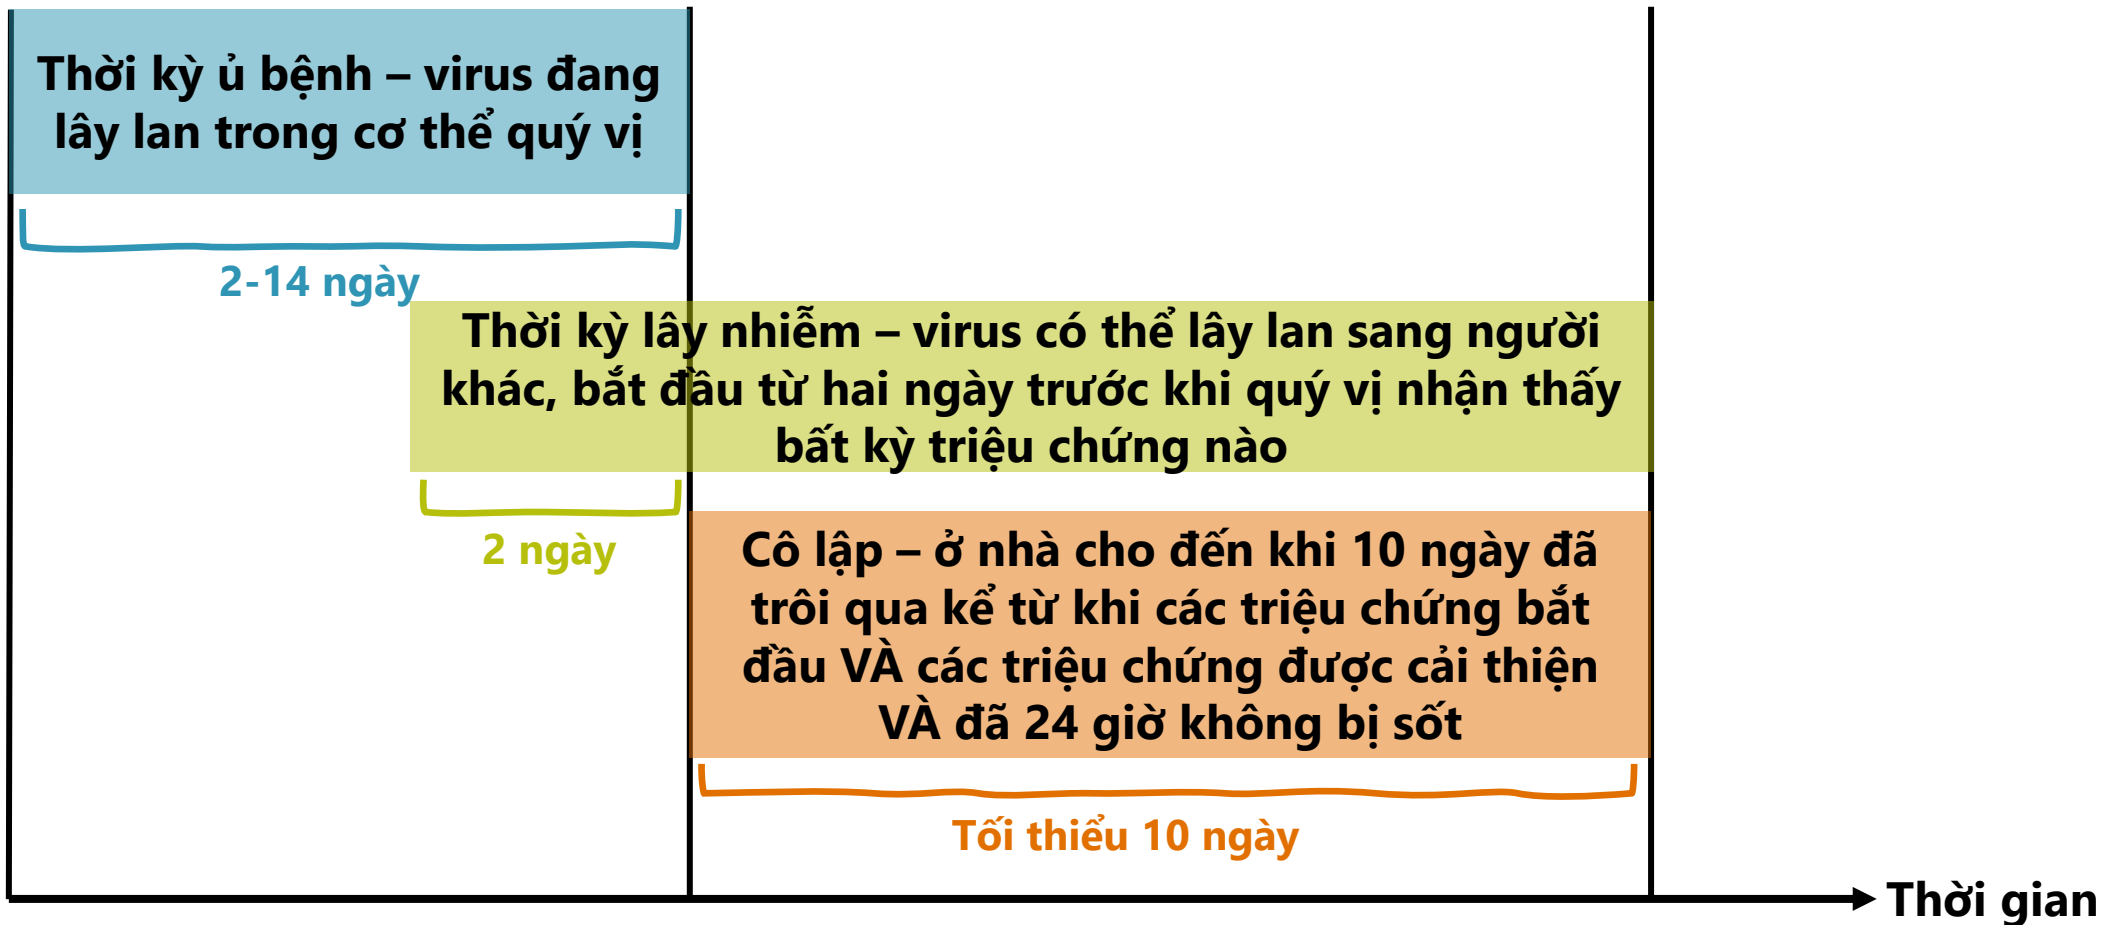 Thời kỳ ủ bệnh – virus đang
lây lan trong cơ thể quý vị
2-14 ngày
Thời kỳ lây nhiễm – virus có thể lây lan sang người
khác, bắt đầu từ hai ngày trước khi quý vị nhận thấy
bất kỳ triệu chứng nào
2 ngày
Cô lập – ở nhà cho đến khi 10 ngày đã
trôi qua kể từ khi các triệu chứng bắt
đầu VÀ các triệu chứng được cải thiện
VÀ đã 24 giờ không bị sốt
Tối thiểu 10 ngày
Thời gian